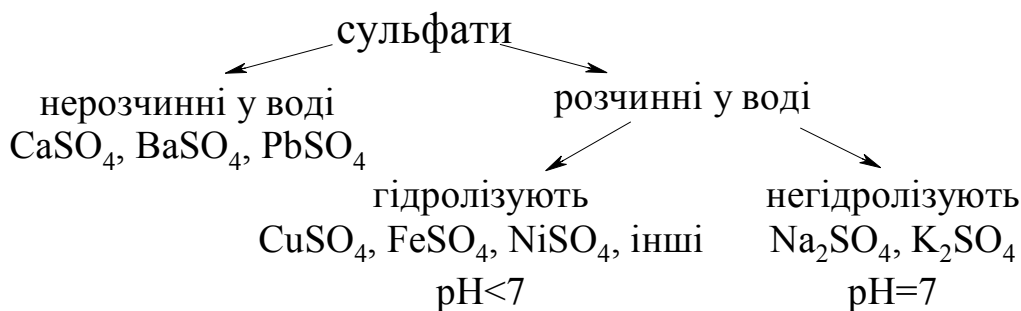 сульфати
нерозчинні у воді
CaSO₄, BaSO₄, PbSO₄
розчинні у воді
гідролізують
CuSO₄, FeSO₄, NiSO₄, інші
pH<7
негідролізують
Na₂SO₄, K₂SO₄
pH=7